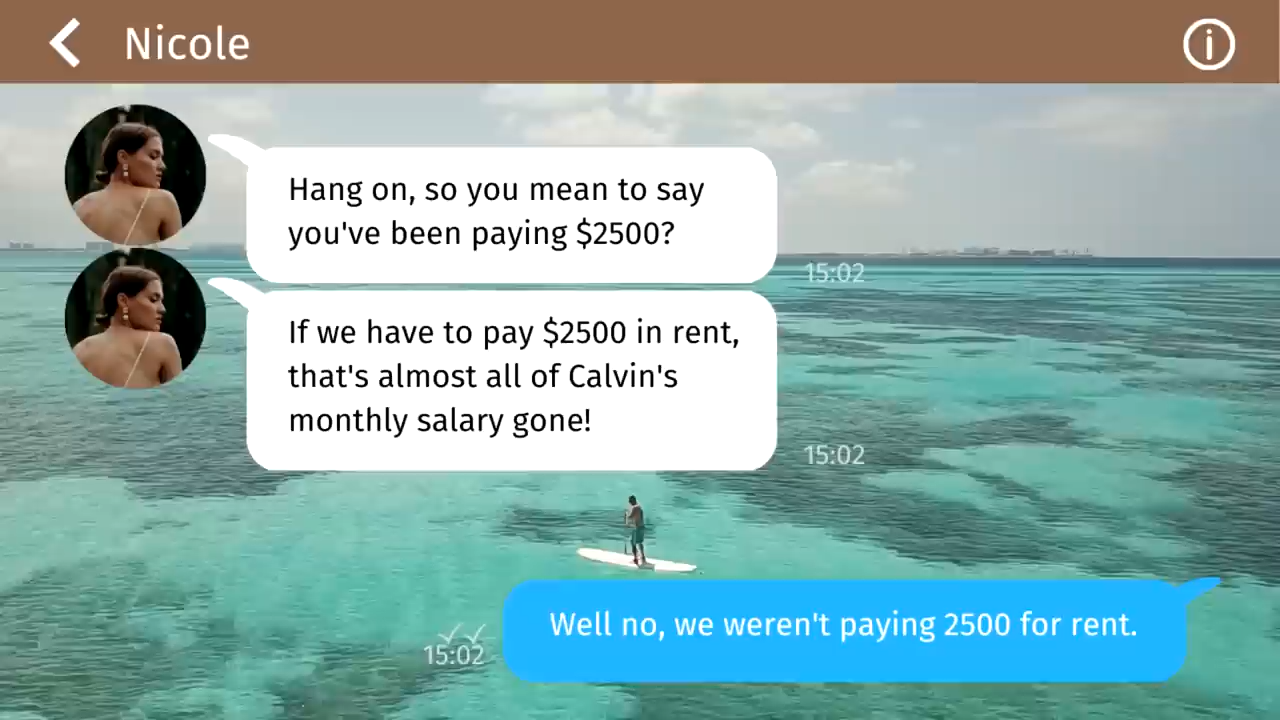 Nicole
Hang on, so you mean to say
you've been paying $2500?
15:02
If we have to pay $2500 in rent,
that's almost all of Calvin's
monthly salary gone!
15:02
Well no, we weren't paying 2500 for rent.
15:02